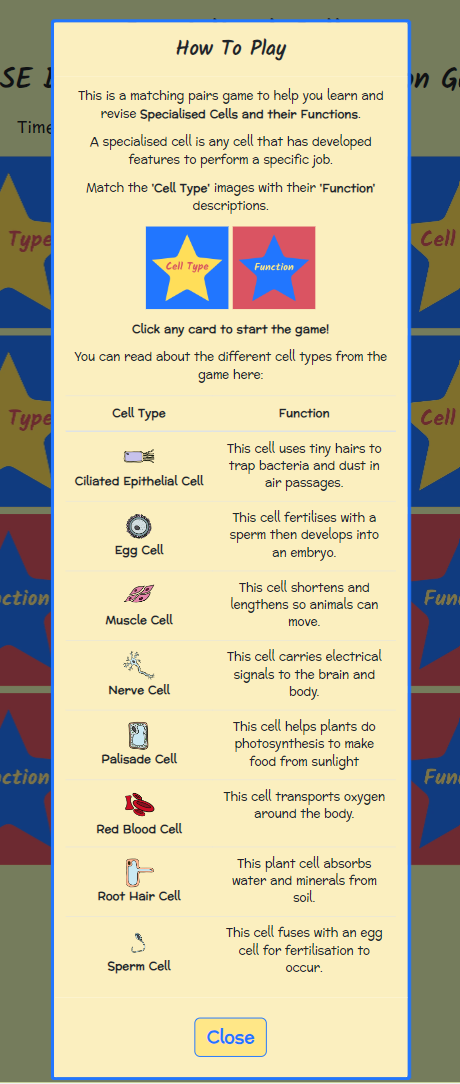 How To Play
SE
on G
This is a matching pairs game to help you learn and
revise Specialised Cells and their Functions.
Time
A specialised cell is any cell that has developed
features to perform a specific job.
Match the 'Cell Type' images with their 'Function'
descriptions.
Type
Cell Type
Function
Cell
Click any card to start the game!
You can read about the different cell types from the
game here:
Cell Type Function
Type
Cell
This cell uses tiny hairs to
trap bacteria and dust in
air passages.
Ciliated Epithelial Cell
This cell fertilises with a
sperm then develops into
an embryo.
Egg Cell
This cell shortens and
lengthens so animals can
move.
Muscle Cell
nction
Fun
This cell carries electrical
signals to the brain and
body.
Nerve Cell
This cell helps plants do
photosynthesis to make
food from sunlight
Palisade Cell
nction
Fun
This cell transports oxygen
around the body.
Red Blood Cell
This plant cell absorbs
water and minerals from
soil.
Root Hair Cell
This cell fuses with an egg
cell for fertilisation to
occur.
Sperm Cell
Close